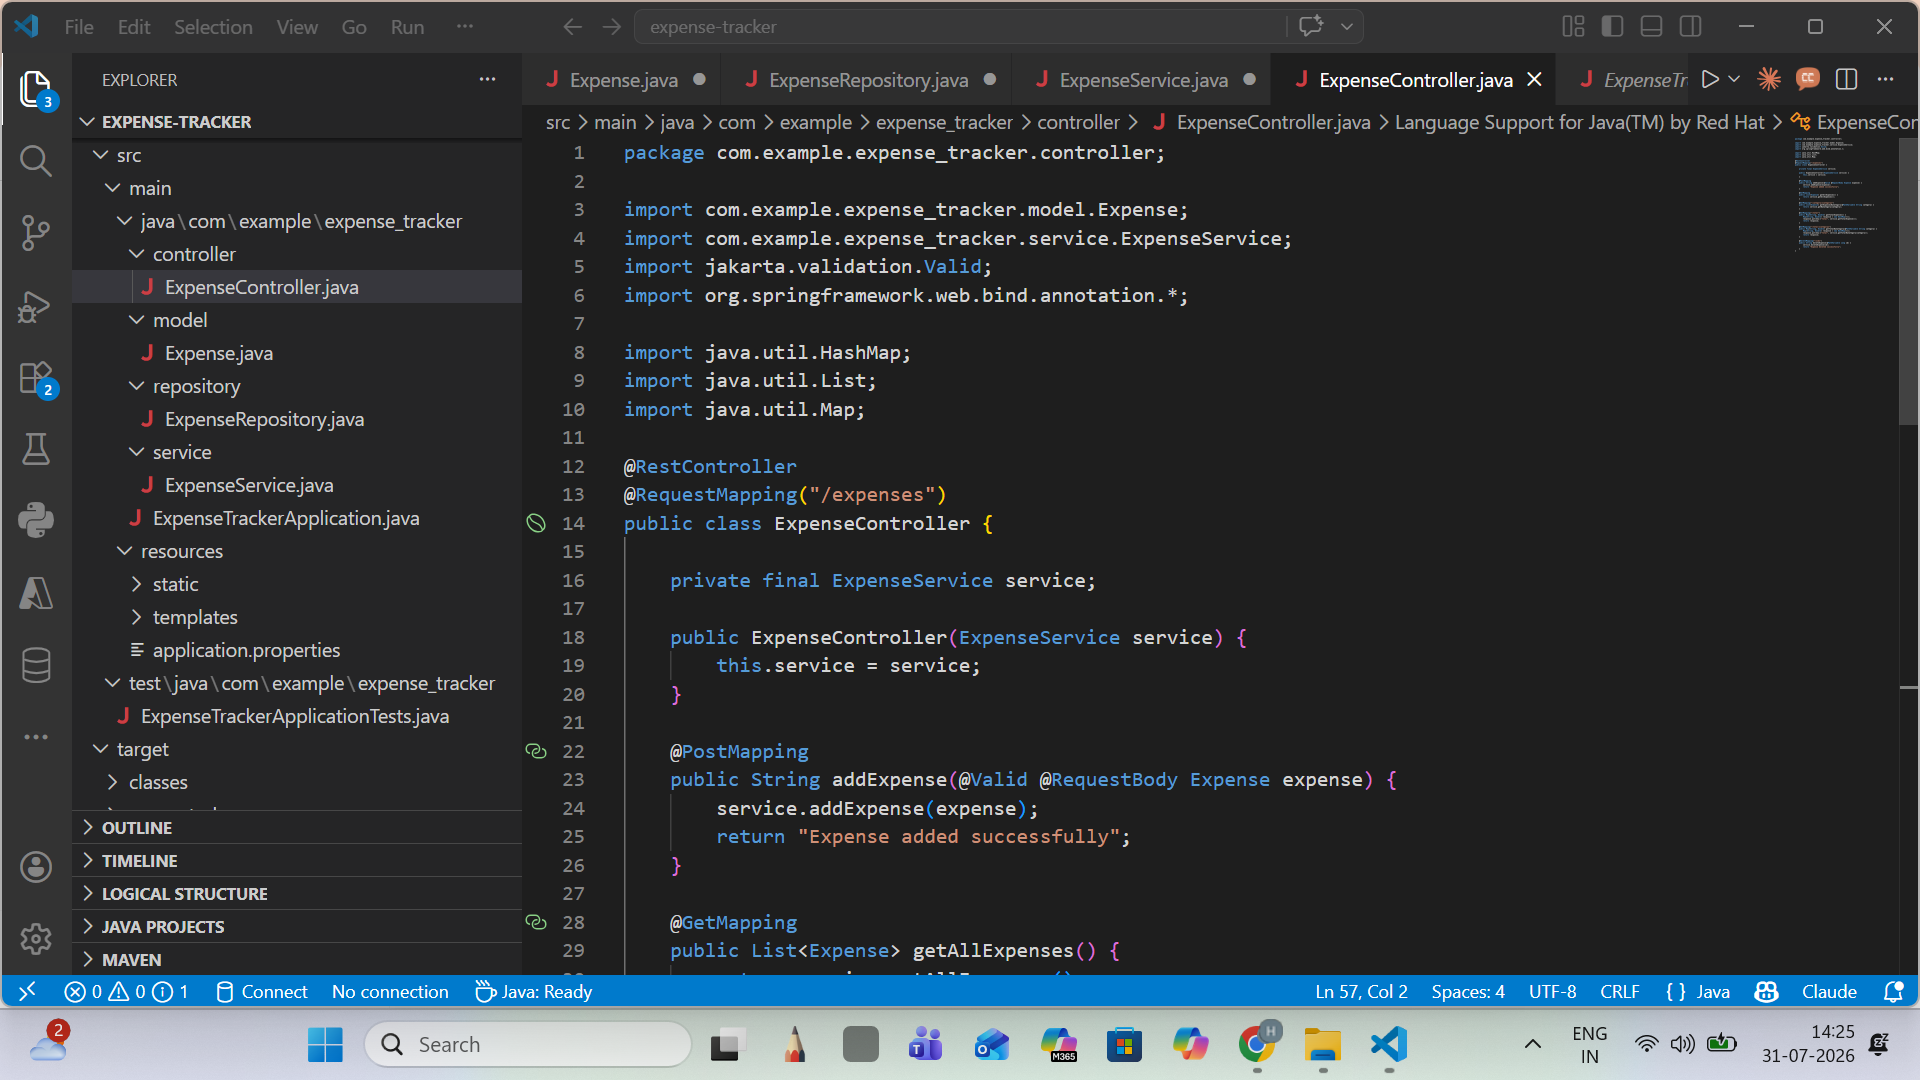 File Edit Selection View Go Run ···
expense-tracker
EXPLORER
Expense.java
ExpenseRepository.java
ExpenseService.java
ExpenseController.java
ExpenseTr
3
EXPENSE-TRACKER
src > main > java > com > example > expense_tracker > controller > ExpenseController.java > Language Support for Java(TM) by Red Hat > ExpenseCon
src
main
java\com\example\expense_tracker
controller
ExpenseController.java
model
Expense.java
repository
ExpenseRepository.java
service
ExpenseService.java
ExpenseTrackerApplication.java
resources
static
templates
application.properties
test\java\com\example\expense_tracker
ExpenseTrackerApplicationTests.java
target
classes
2
OUTLINE
TIMELINE
LOGICAL STRUCTURE
JAVA PROJECTS
MAVEN
1 package com.example.expense_tracker.controller;
2
3 import com.example.expense_tracker.model.Expense;
4 import com.example.expense_tracker.service.ExpenseService;
5 import jakarta.validation.Valid;
6 import org.springframework.web.bind.annotation.*;
7
8 import java.util.HashMap;
9 import java.util.List;
10 import java.util.Map;
11
12 @RestController
13 @RequestMapping("/expenses")
14 public class ExpenseController {
15
16 private final ExpenseService service;
17
18 public ExpenseController(ExpenseService service) {
19 this.service = service;
20 }
21
22 @PostMapping
23 public String addExpense(@Valid @RequestBody Expense expense) {
24 service.addExpense(expense);
25 return "Expense added successfully";
26 }
27
28 @GetMapping
29 public List<Expense> getAllExpenses() {
0 0 1 Connect No connection Java: Ready
Ln 57, Col 2 Spaces: 4 UTF-8 CRLF { } Java Claude
2
Search
M365
H
ENG
IN
14:25
31-07-2026